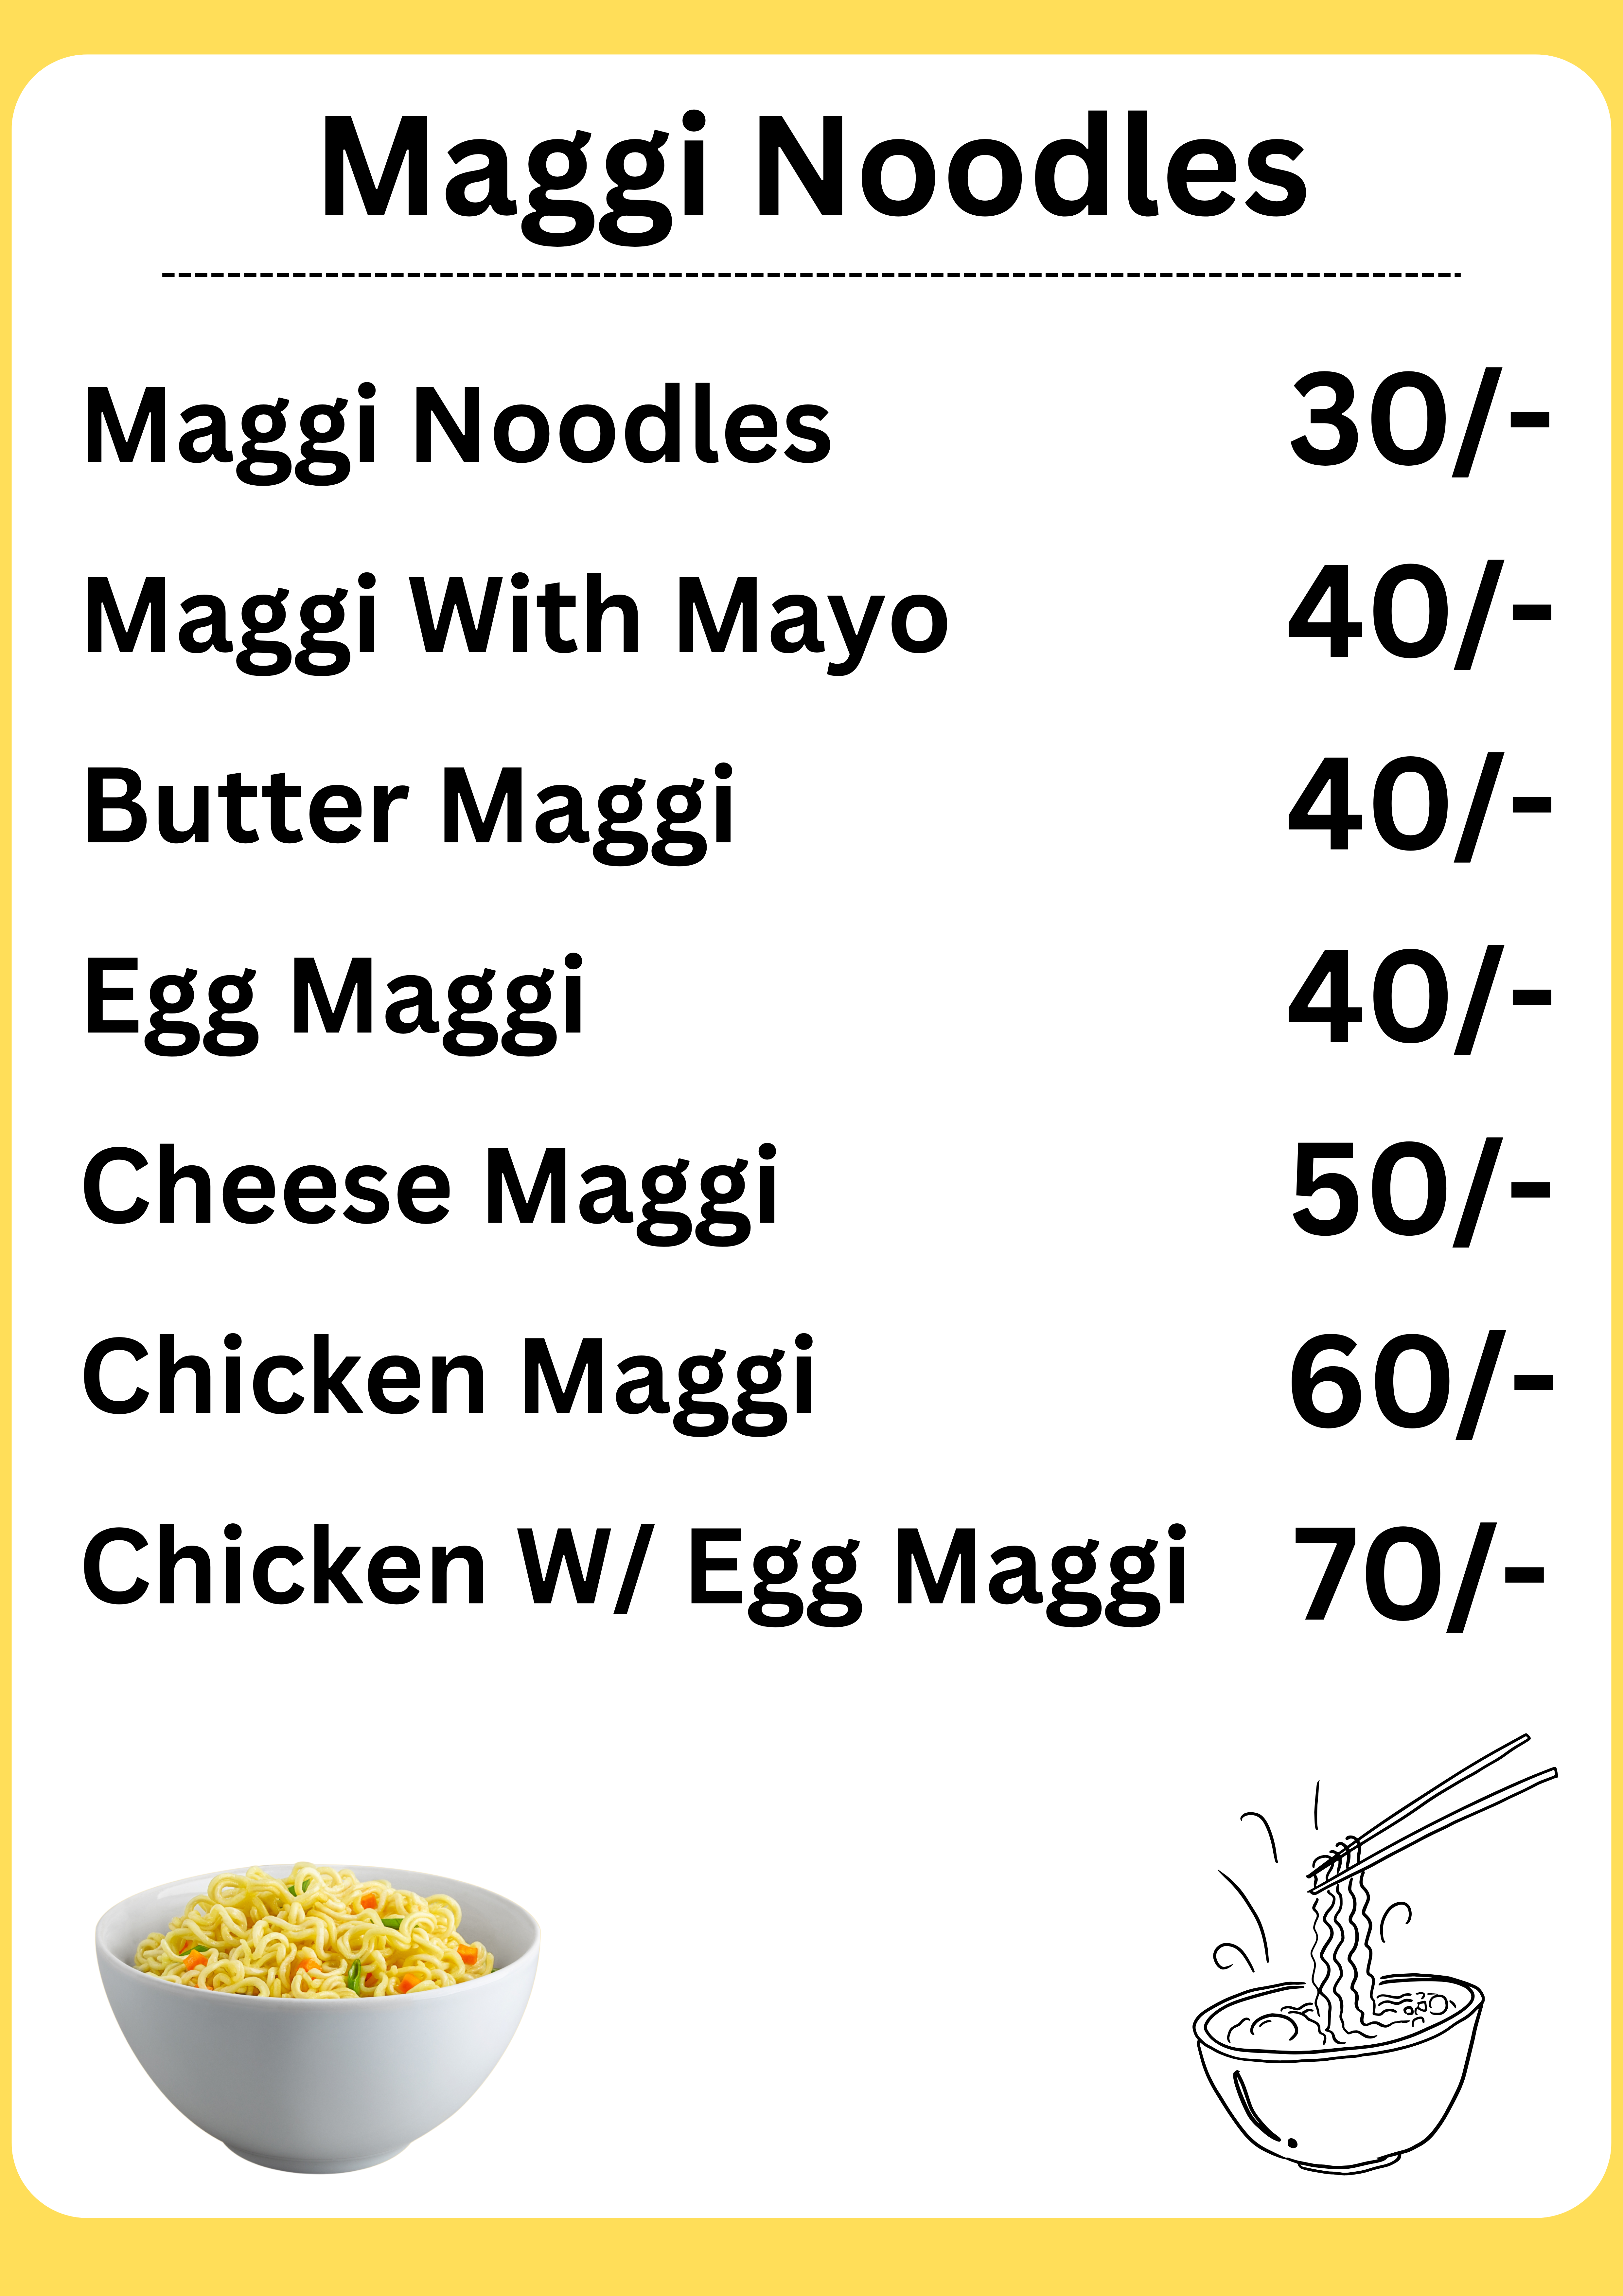 Maggi Noodles
Maggi Noodles 30/-
Maggi With Mayo 40/-
Butter Maggi 40/-
Egg Maggi 40/-
Cheese Maggi 50/-
Chicken Maggi 60/-
Chicken W/ Egg Maggi 70/-